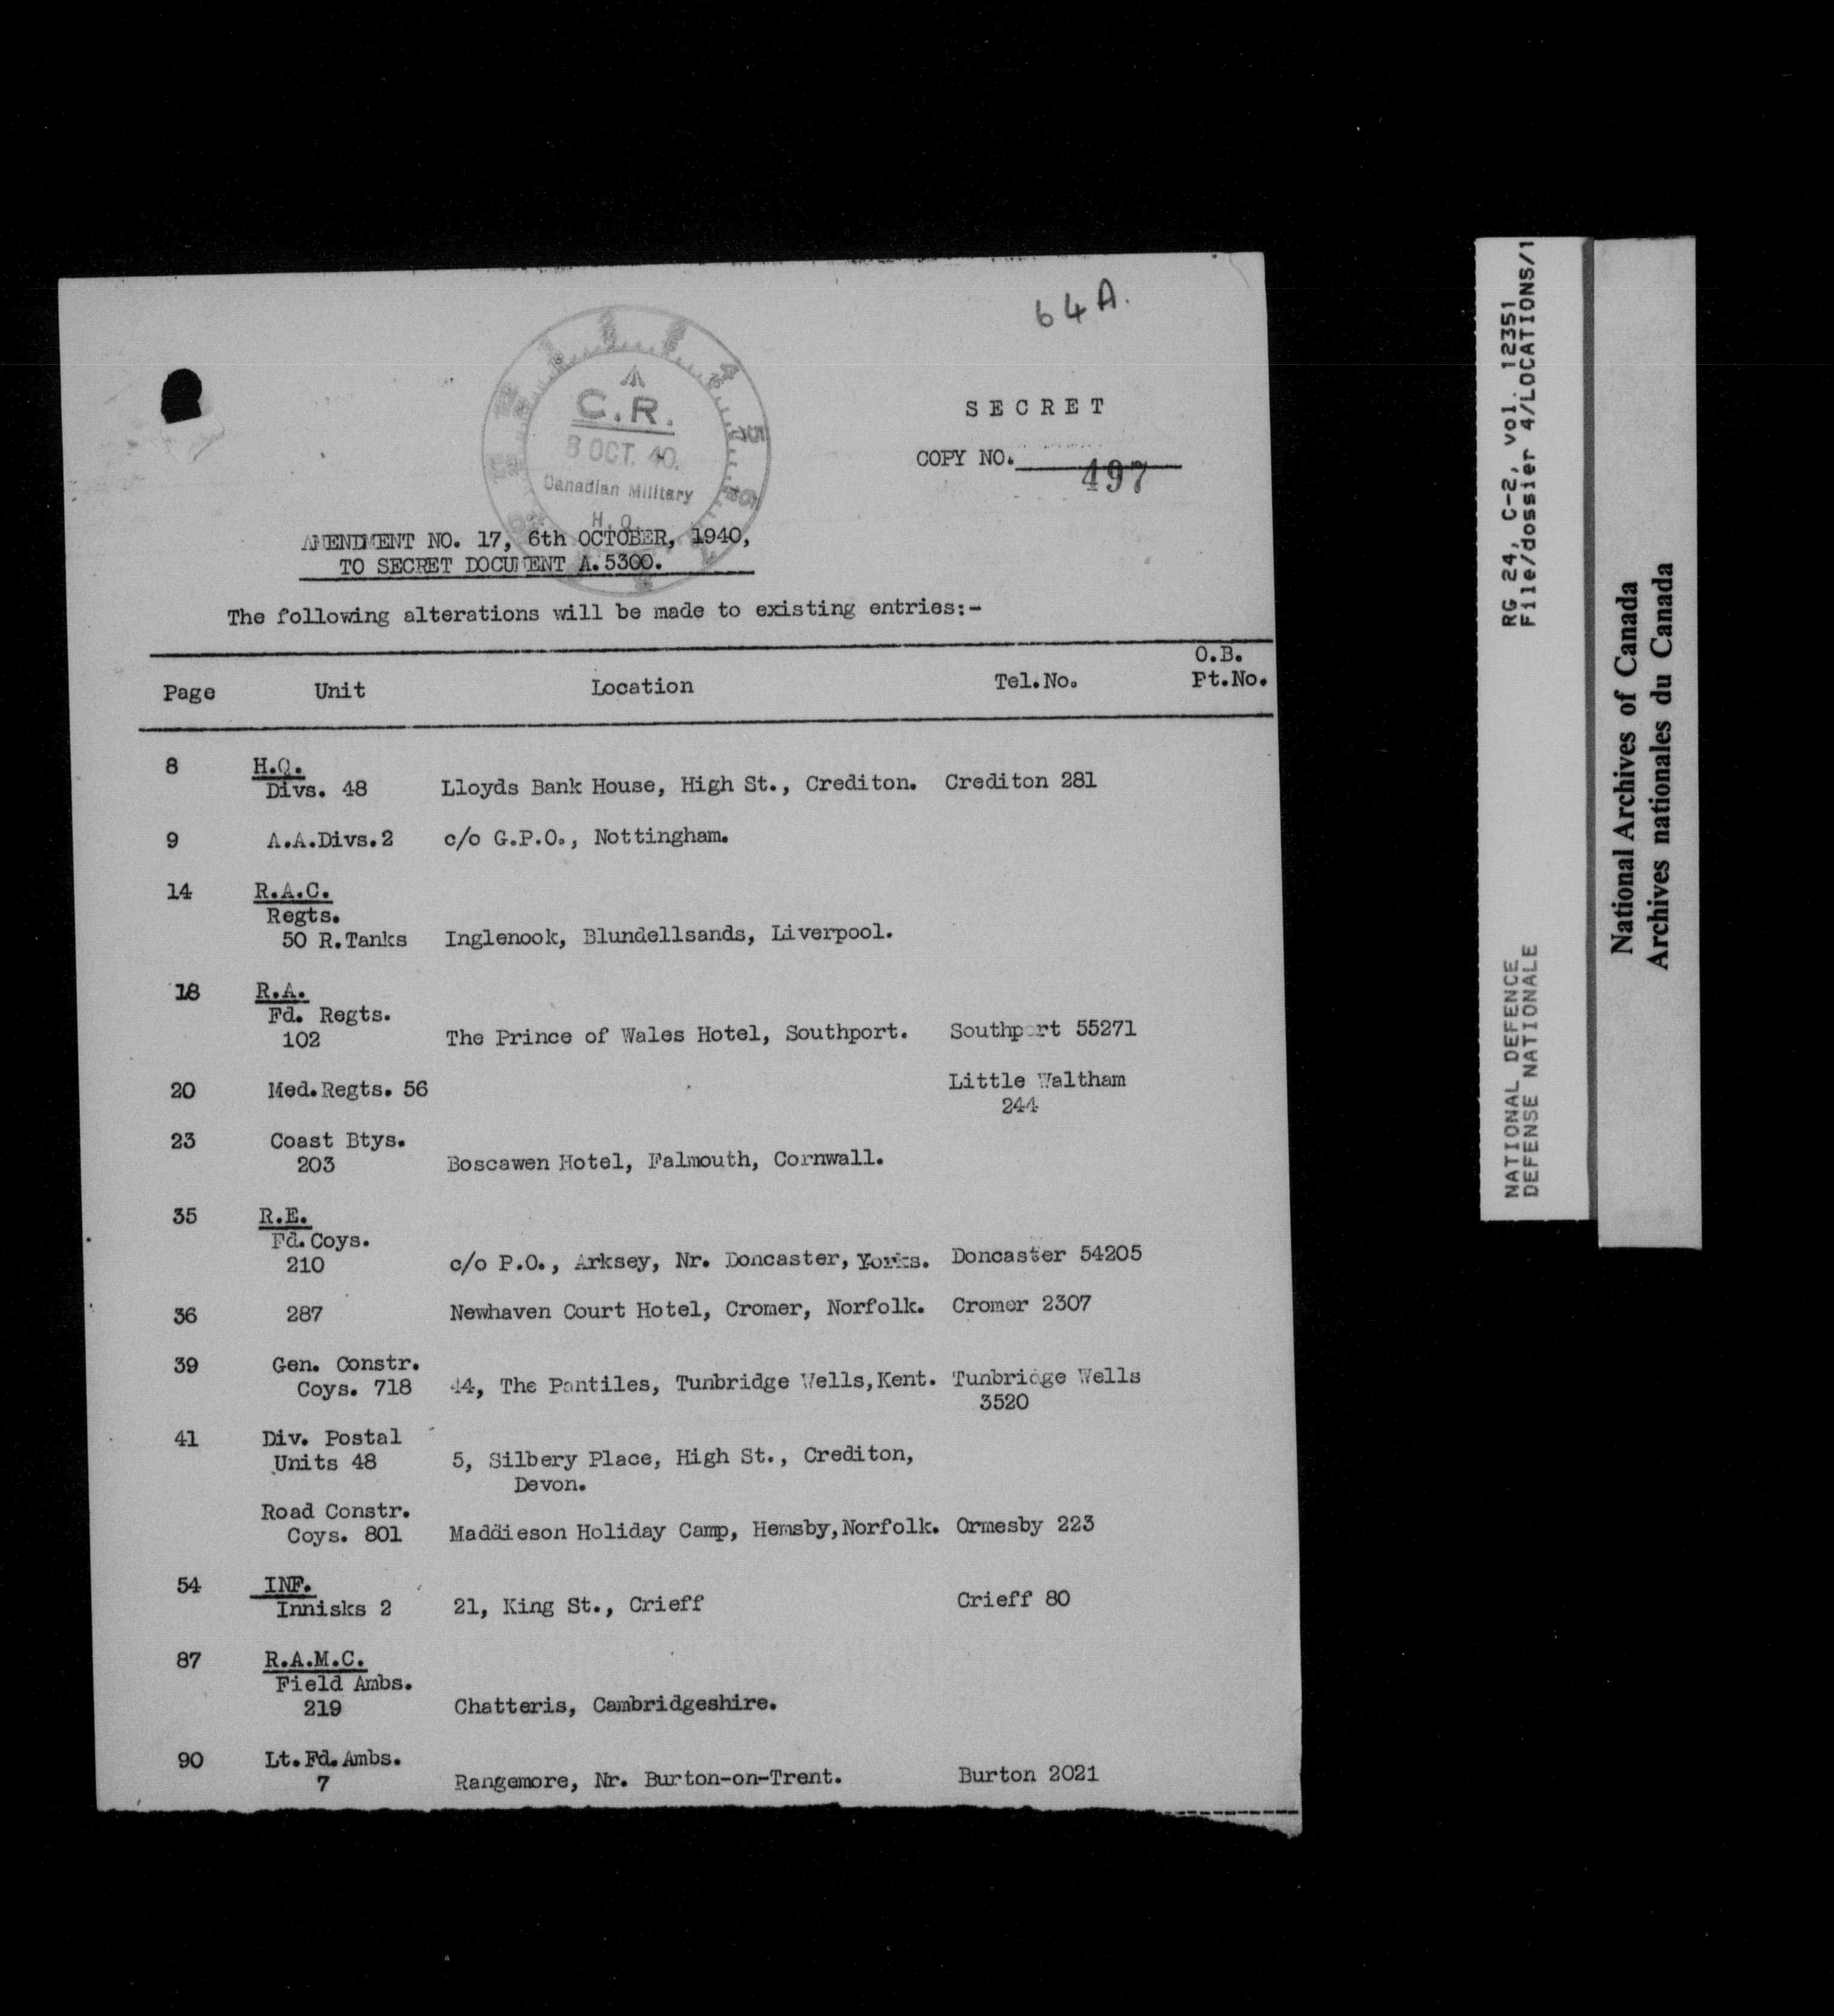 64A.
C.R.
8 OCT. 40.
Canadian Military
H.Q.
SECRET
COPY NO. 497
AMENDMENT NO. 17, 6th OCTOBER, 1940,
TO SECRET DOCUMENT A.5300.
The following alterations will be made to existing entries:-
O.B.
Page Unit Location Tel.No. Pt.No.
8 H.Q.
Divs. 48 Lloyds Bank House, High St., Crediton. Crediton 281
9 A.A.Divs.2 c/o G.P.O., Nottingham.
14 R.A.C.
Regts.
50 R.Tanks Inglenook, Blundellsands, Liverpool.
18 R.A.
Fd. Regts.
102 The Prince of Wales Hotel, Southport. Southport 55271
20 Med.Regts. 56 Little Waltham
244
23 Coast Btys.
203 Boscawen Hotel, Falmouth, Cornwall.
35 R.E.
Fd.Coys.
210 c/o P.O., Arksey, Nr. Doncaster, Yorks. Doncaster 54205
36 287 Newhaven Court Hotel, Cromer, Norfolk. Cromer 2307
39 Gen. Constr.
Coys. 718 44, The Pantiles, Tunbridge Wells,Kent. Tunbridge Wells
3520
41 Div. Postal
Units 48 5, Silbery Place, High St., Crediton,
Devon.
Road Constr.
Coys. 801 Maddieson Holiday Camp, Hemsby,Norfolk. Ormesby 223
54 INF.
Innisks 2 21, King St., Crieff Crieff 80
87 R.A.M.C.
Field Ambs.
219 Chatteris, Cambridgeshire.
90 Lt.Fd.Ambs.
7 Rangemore, Nr. Burton-on-Trent. Burton 2021
NATIONAL DEFENCE RG 24, C-2, vol. 12351
DEFENSE NATIONALE File/dossier 4/LOCATIONS/1
National Archives of Canada
Archives nationales du Canada